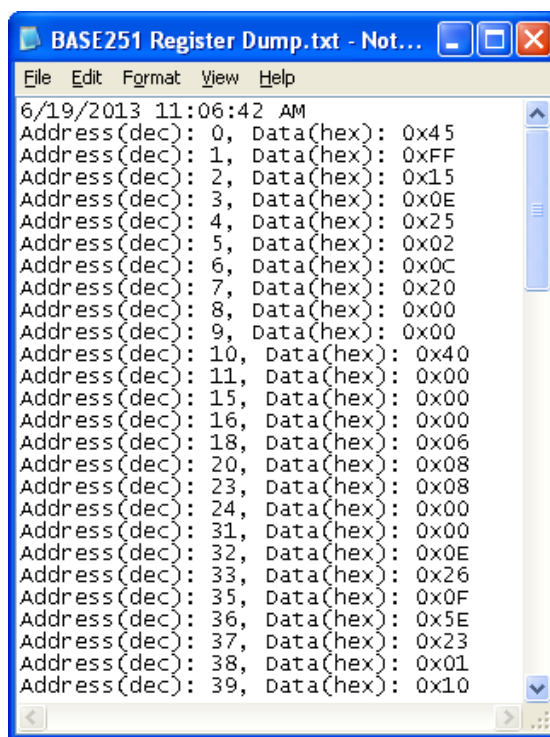 BASE251 Register Dump.txt - Not...
File Edit Format View Help
6/19/2013 11:06:42 AM
Address(dec): 0, Data(hex): 0x45
Address(dec): 1, Data(hex): 0xFF
Address(dec): 2, Data(hex): 0x15
Address(dec): 3, Data(hex): 0x0E
Address(dec): 4, Data(hex): 0x25
Address(dec): 5, Data(hex): 0x02
Address(dec): 6, Data(hex): 0x0C
Address(dec): 7, Data(hex): 0x20
Address(dec): 8, Data(hex): 0x00
Address(dec): 9, Data(hex): 0x00
Address(dec): 10, Data(hex): 0x40
Address(dec): 11, Data(hex): 0x00
Address(dec): 15, Data(hex): 0x00
Address(dec): 16, Data(hex): 0x00
Address(dec): 18, Data(hex): 0x06
Address(dec): 20, Data(hex): 0x08
Address(dec): 23, Data(hex): 0x08
Address(dec): 24, Data(hex): 0x00
Address(dec): 31, Data(hex): 0x00
Address(dec): 32, Data(hex): 0x0E
Address(dec): 33, Data(hex): 0x26
Address(dec): 35, Data(hex): 0x0F
Address(dec): 36, Data(hex): 0x5E
Address(dec): 37, Data(hex): 0x23
Address(dec): 38, Data(hex): 0x01
Address(dec): 39, Data(hex): 0x10